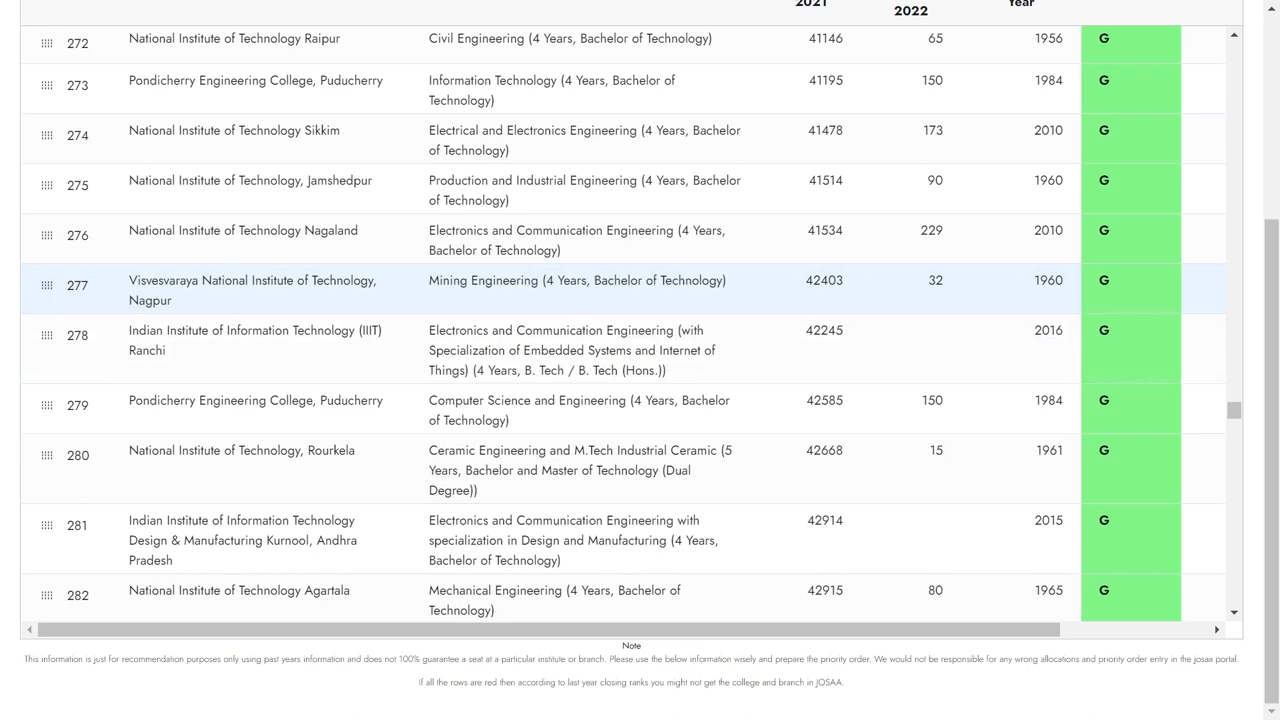 2021
2022
Year
272 National Institute of Technology Raipur Civil Engineering (4 Years, Bachelor of Technology) 41146 65 1956 G
273 Pondicherry Engineering College, Puducherry Information Technology (4 Years, Bachelor of 41195 150 1984 G
Technology)
274 National Institute of Technology Sikkim Electrical and Electronics Engineering (4 Years, Bachelor 41478 173 2010 G
of Technology)
275 National Institute of Technology, Jamshedpur Production and Industrial Engineering (4 Years, Bachelor 41514 90 1960 G
of Technology)
276 National Institute of Technology Nagaland Electronics and Communication Engineering (4 Years, 41534 229 2010 G
Bachelor of Technology)
277 Visvesvaraya National Institute of Technology, Mining Engineering (4 Years, Bachelor of Technology) 42403 32 1960 G
Nagpur
278 Indian Institute of Information Technology (IIIT) Electronics and Communication Engineering (with 42245 2016 G
Ranchi Specialization of Embedded Systems and Internet of
Things) (4 Years, B. Tech / B. Tech (Hons.))
279 Pondicherry Engineering College, Puducherry Computer Science and Engineering (4 Years, Bachelor 42585 150 1984 G
of Technology)
280 National Institute of Technology, Rourkela Ceramic Engineering and M.Tech Industrial Ceramic (5 42668 15 1961 G
Years, Bachelor and Master of Technology (Dual
Degree))
281 Indian Institute of Information Technology Electronics and Communication Engineering with 42914 2015 G
Design & Manufacturing Kurnool, Andhra specialization in Design and Manufacturing (4 Years,
Pradesh Bachelor of Technology)
282 National Institute of Technology Agartala Mechanical Engineering (4 Years, Bachelor of 42915 80 1965 G
Technology)
Note
This information is just for recommendation purposes only using past years information and does not 100% guarantee a seat at a particular institute or branch. Please use the below information wisely and prepare the priority order. We would not be responsible for any wrong allocations and priority order entry in the josaa portal.
If all the rows are red then according to last year closing ranks you might not get the college and branch in JOSAA.